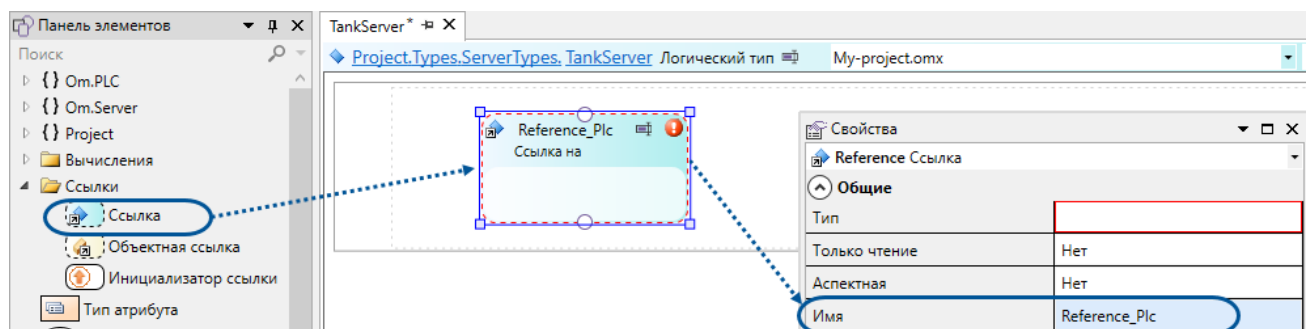 Панель элементов
Поиск
{} Om.PLC
{} Om.Server
{} Project
Вычисления
Ссылки
Ссылка
Объектная ссылка
Инициализатор ссылки
Тип атрибута
TankServer*
Project.Types.ServerTypes. TankServer Логический тип My-project.omx
Reference_Plc
Ссылка на
Свойства
Reference Ссылка
Общие
Тип
Только чтение Нет
Аспектная Нет
Имя Reference_Plc